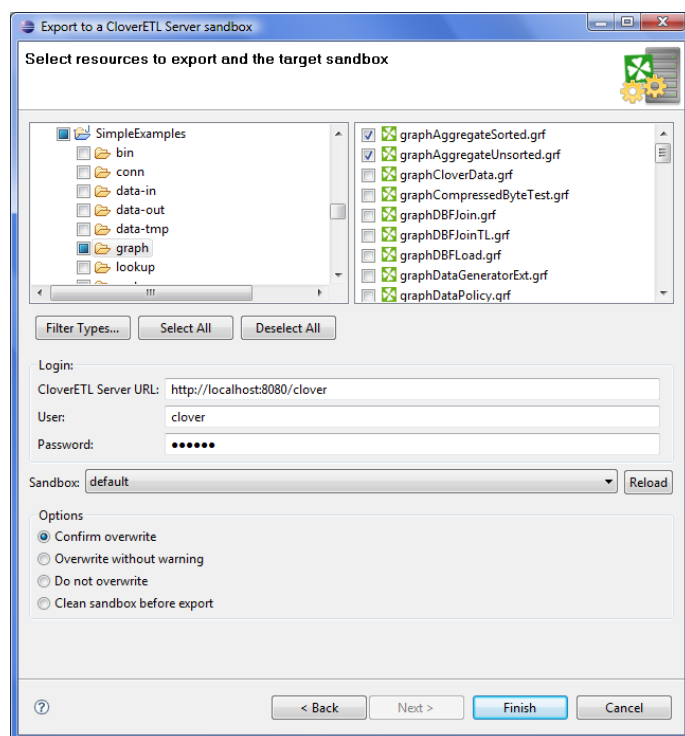 Export to a CloverETL Server sandbox
Select resources to export and the target sandbox
SimpleExamples
bin
conn
data-in
data-out
data-tmp
graph
lookup
graphAggregateSorted.grf
graphAggregateUnsorted.grf
graphCloverData.grf
graphCompressedByteTest.grf
graphDBFJoin.grf
graphDBFJoinTL.grf
graphDBFLoad.grf
graphDataGeneratorExt.grf
graphDataPolicy.grf
Filter Types... Select All Deselect All
Login:
CloverETL Server URL: http://localhost:8080/clover
User: clover
Password: ●●●●●●
Sandbox: default Reload
Options
Confirm overwrite
Overwrite without warning
Do not overwrite
Clean sandbox before export
? < Back Next > Finish Cancel